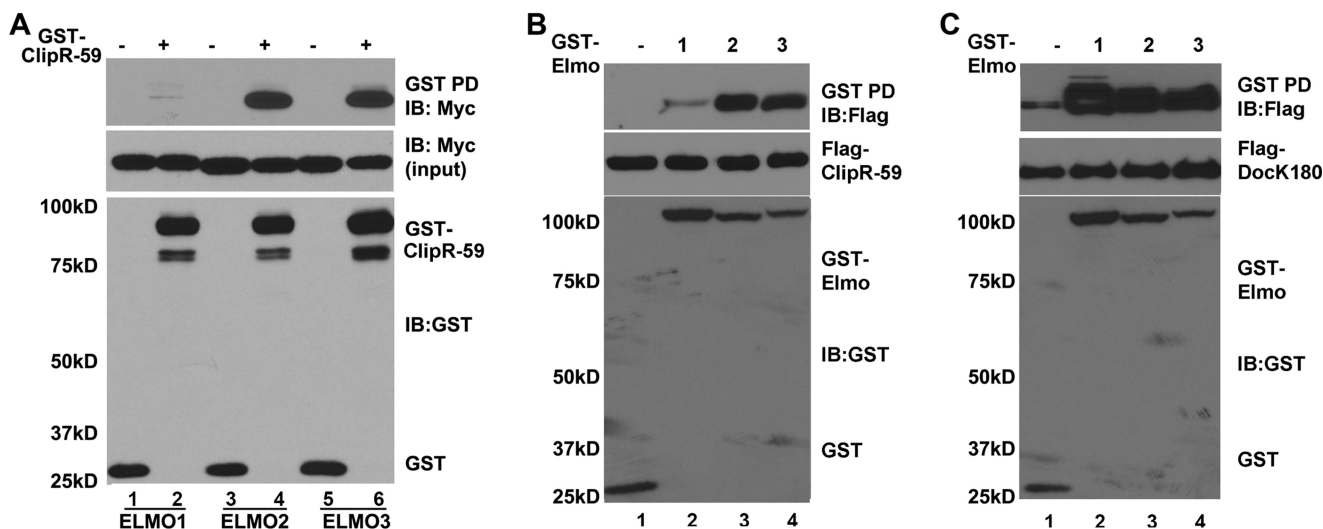 A
GST-
ClipR-59
- + - + - +
GST PD
IB: Myc
IB: Myc
(input)
100kD
75kD
50kD
37kD
25kD
GST-
ClipR-59
IB:GST
GST
1 2 3 4 5 6
ELMO1 ELMO2 ELMO3
B
GST-
Elmo
- 1 2 3
GST PD
IB:Flag
Flag-
ClipR-59
100kD
75kD
50kD
37kD
25kD
GST-
Elmo
IB:GST
GST
1 2 3 4
C
GST-
Elmo
- 1 2 3
GST PD
IB:Flag
Flag-
DocK180
100kD
75kD
50kD
37kD
25kD
GST-
Elmo
IB:GST
GST
1 2 3 4